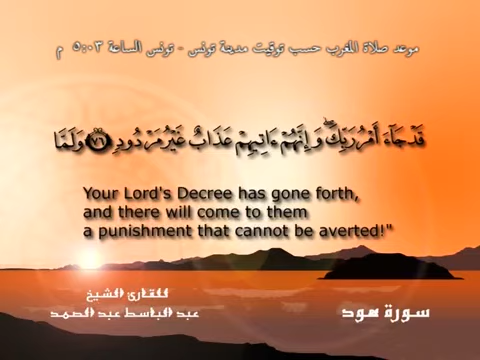 موعد صلاة المغرب حسب توقيت مدينة تونس - تونس الساعة ٥:٠٣ م
قَدْ جَآءَ أَمْرُ رَبِّكَ ۖ وَإِنَّهُمْ ءَاتِيهِمْ عَذَابٌ غَيْرُ مَرْدُودٍ ﴿٧٦﴾ وَلَمَّا
Your Lord's Decree has gone forth,
and there will come to them
a punishment that cannot be averted!"
للقارئ الشيخ
عبد الباسط عبد الصمد
سورة هود